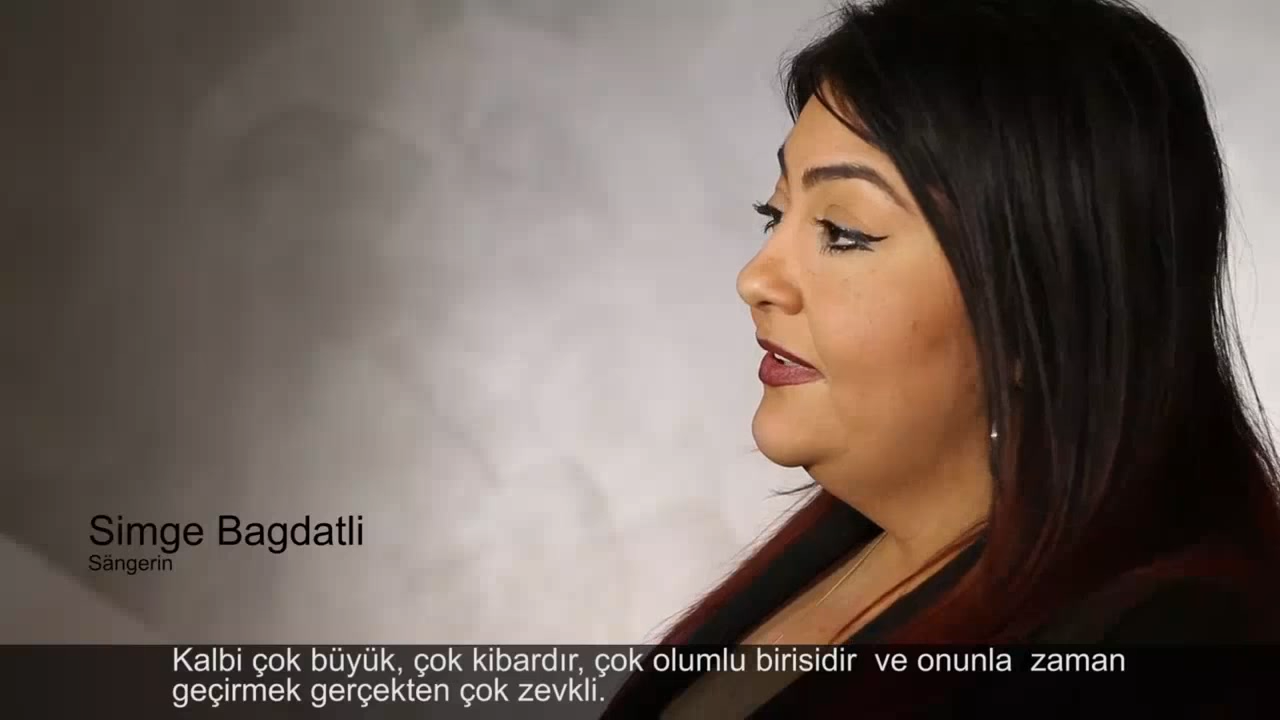 Simge Bagdatli
Sängerin
Kalbi çok büyük, çok kibardır, çok olumlu birisidir ve onunla zaman
geçirmek gerçekten çok zevkli.